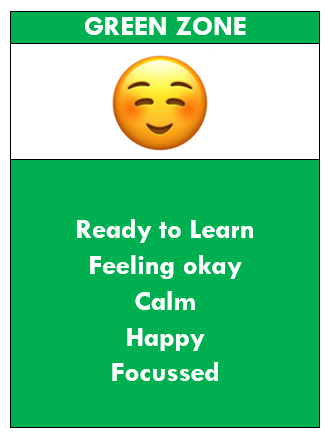 GREEN ZONE
Ready to Learn
Feeling okay
Calm
Happy
Focussed